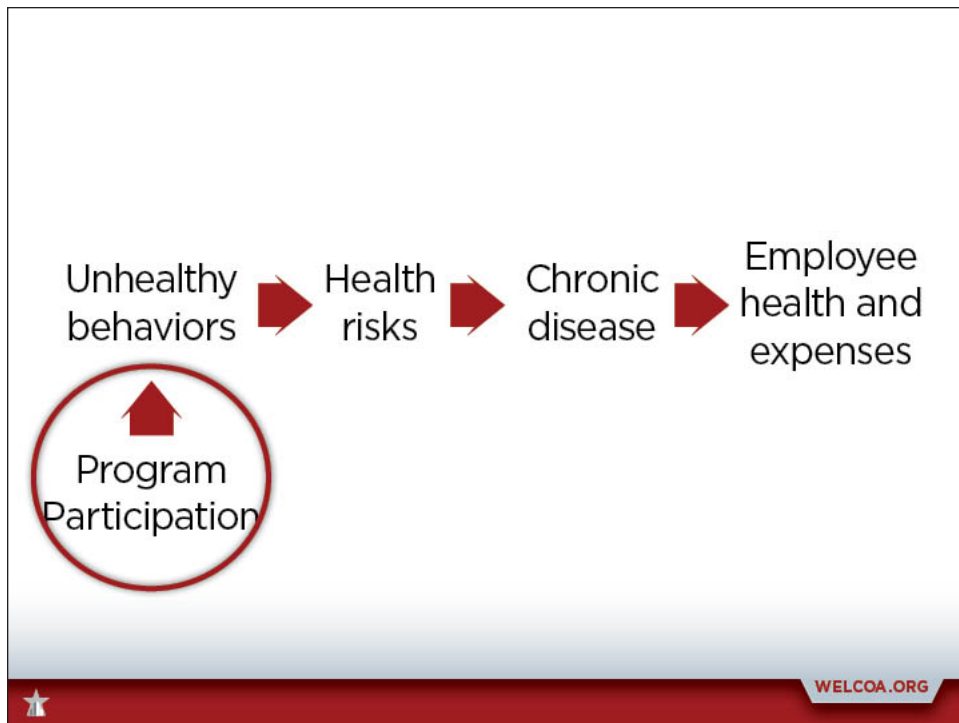 Unhealthy
behaviors
Health
risks
Chronic
disease
Employee
health and
expenses
Program
Participation
WELCOA.ORG